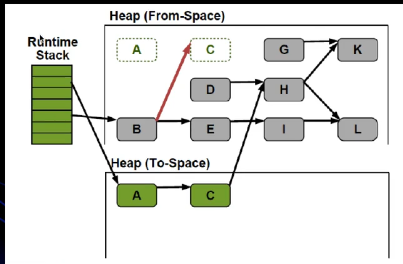 Heap (From-Space)
Runtime
Stack
A C G K
D H
B E I L
Heap (To-Space)
A C